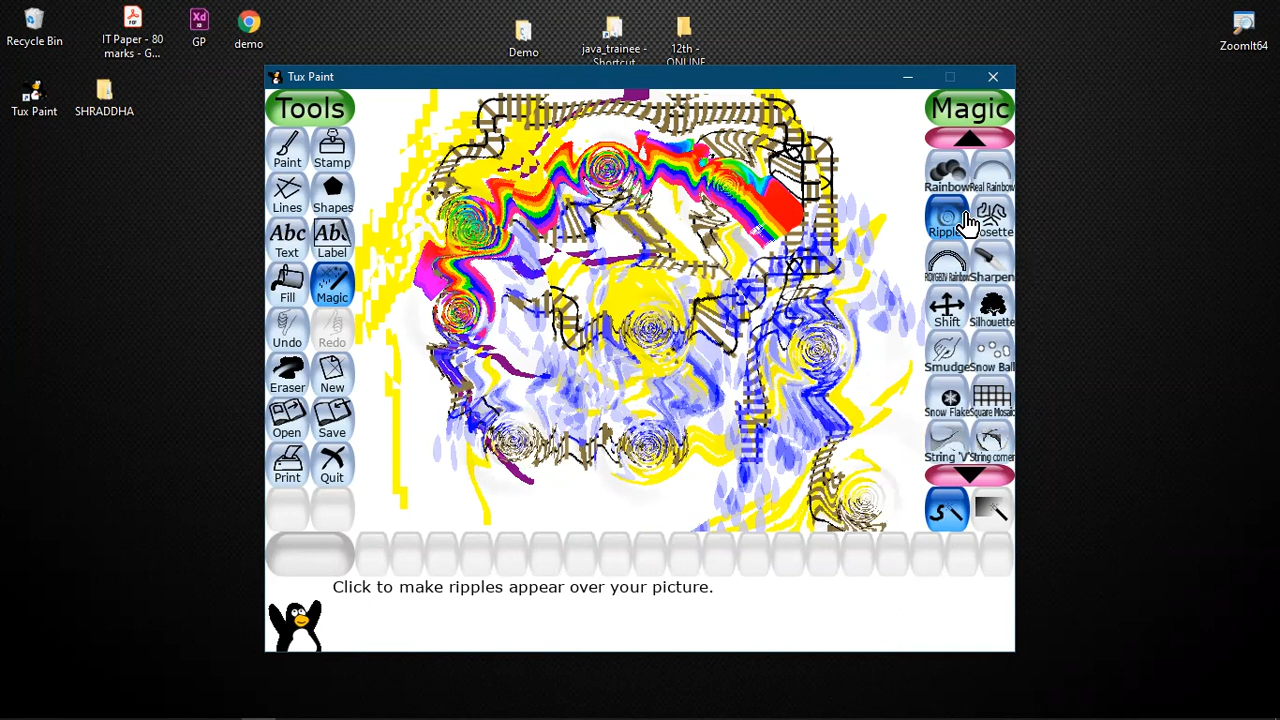 Recycle Bin
IT Paper - 80
marks - G...
GP
demo
Demo
java_trainee -
Shortcut
12th -
ONLINE
ZoomIt64
Tux Paint
SHRADDHA
Tux Paint
Tools
Paint
Stamp
Lines
Shapes
Text
Label
Fill
Magic
Undo
Redo
Eraser
New
Open
Save
Print
Quit
Abc
Abc
Magic
Rainbow
Real Rainbow
Ripples
Rosette
ROYGBIV Rainbow
Sharpen
Shift
Silhouette
Smudge
Snow Ball
Snow Flake
Square Mosaic
String 'V'
String corner
Click to make ripples appear over your picture.